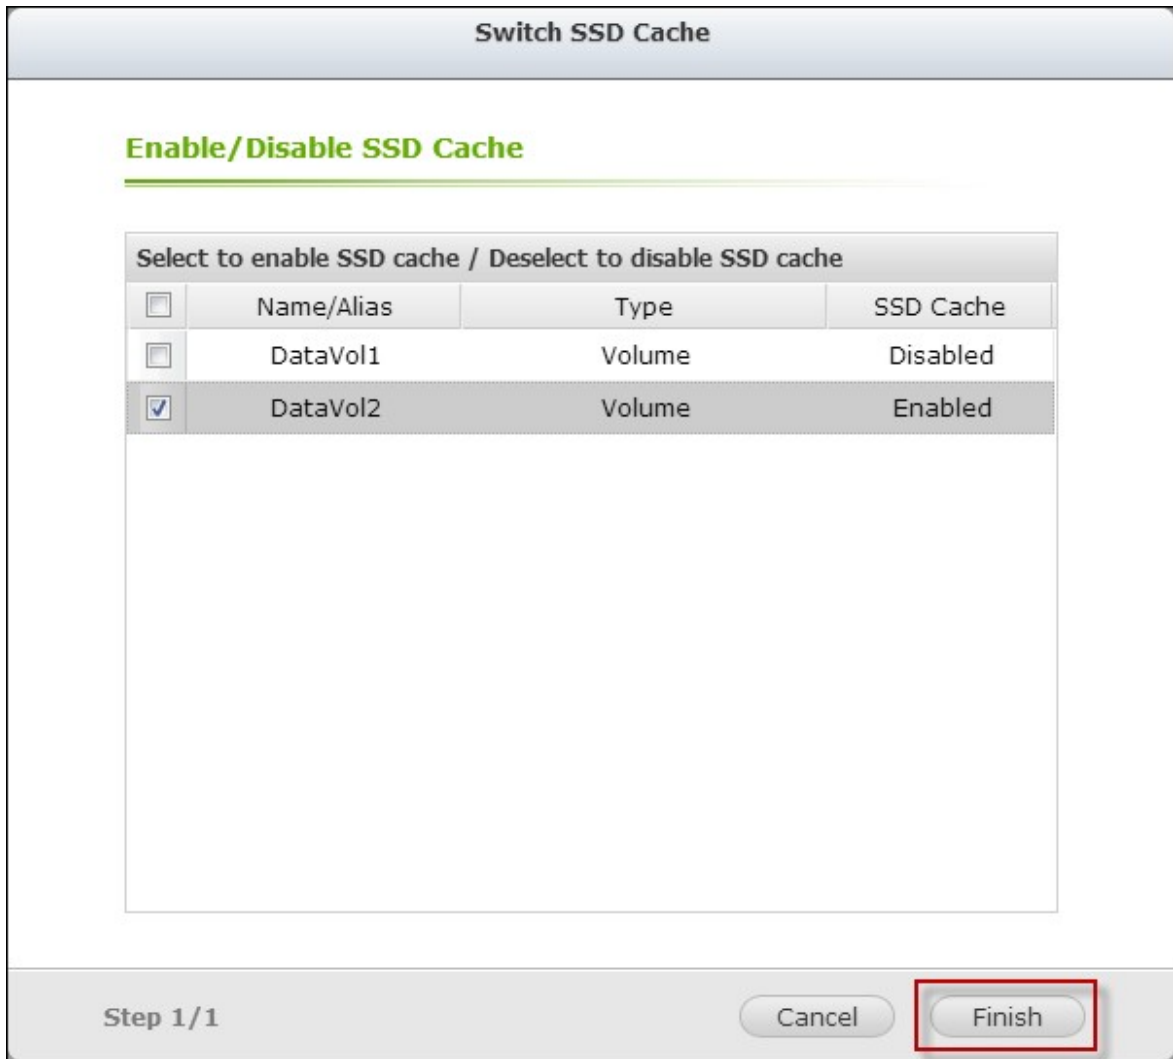 Switch SSD Cache
Enable/Disable SSD Cache
Select to enable SSD cache / Deselect to disable SSD cache
Name/Alias Type SSD Cache
DataVol1 Volume Disabled
DataVol2 Volume Enabled
Step 1/1 Cancel Finish